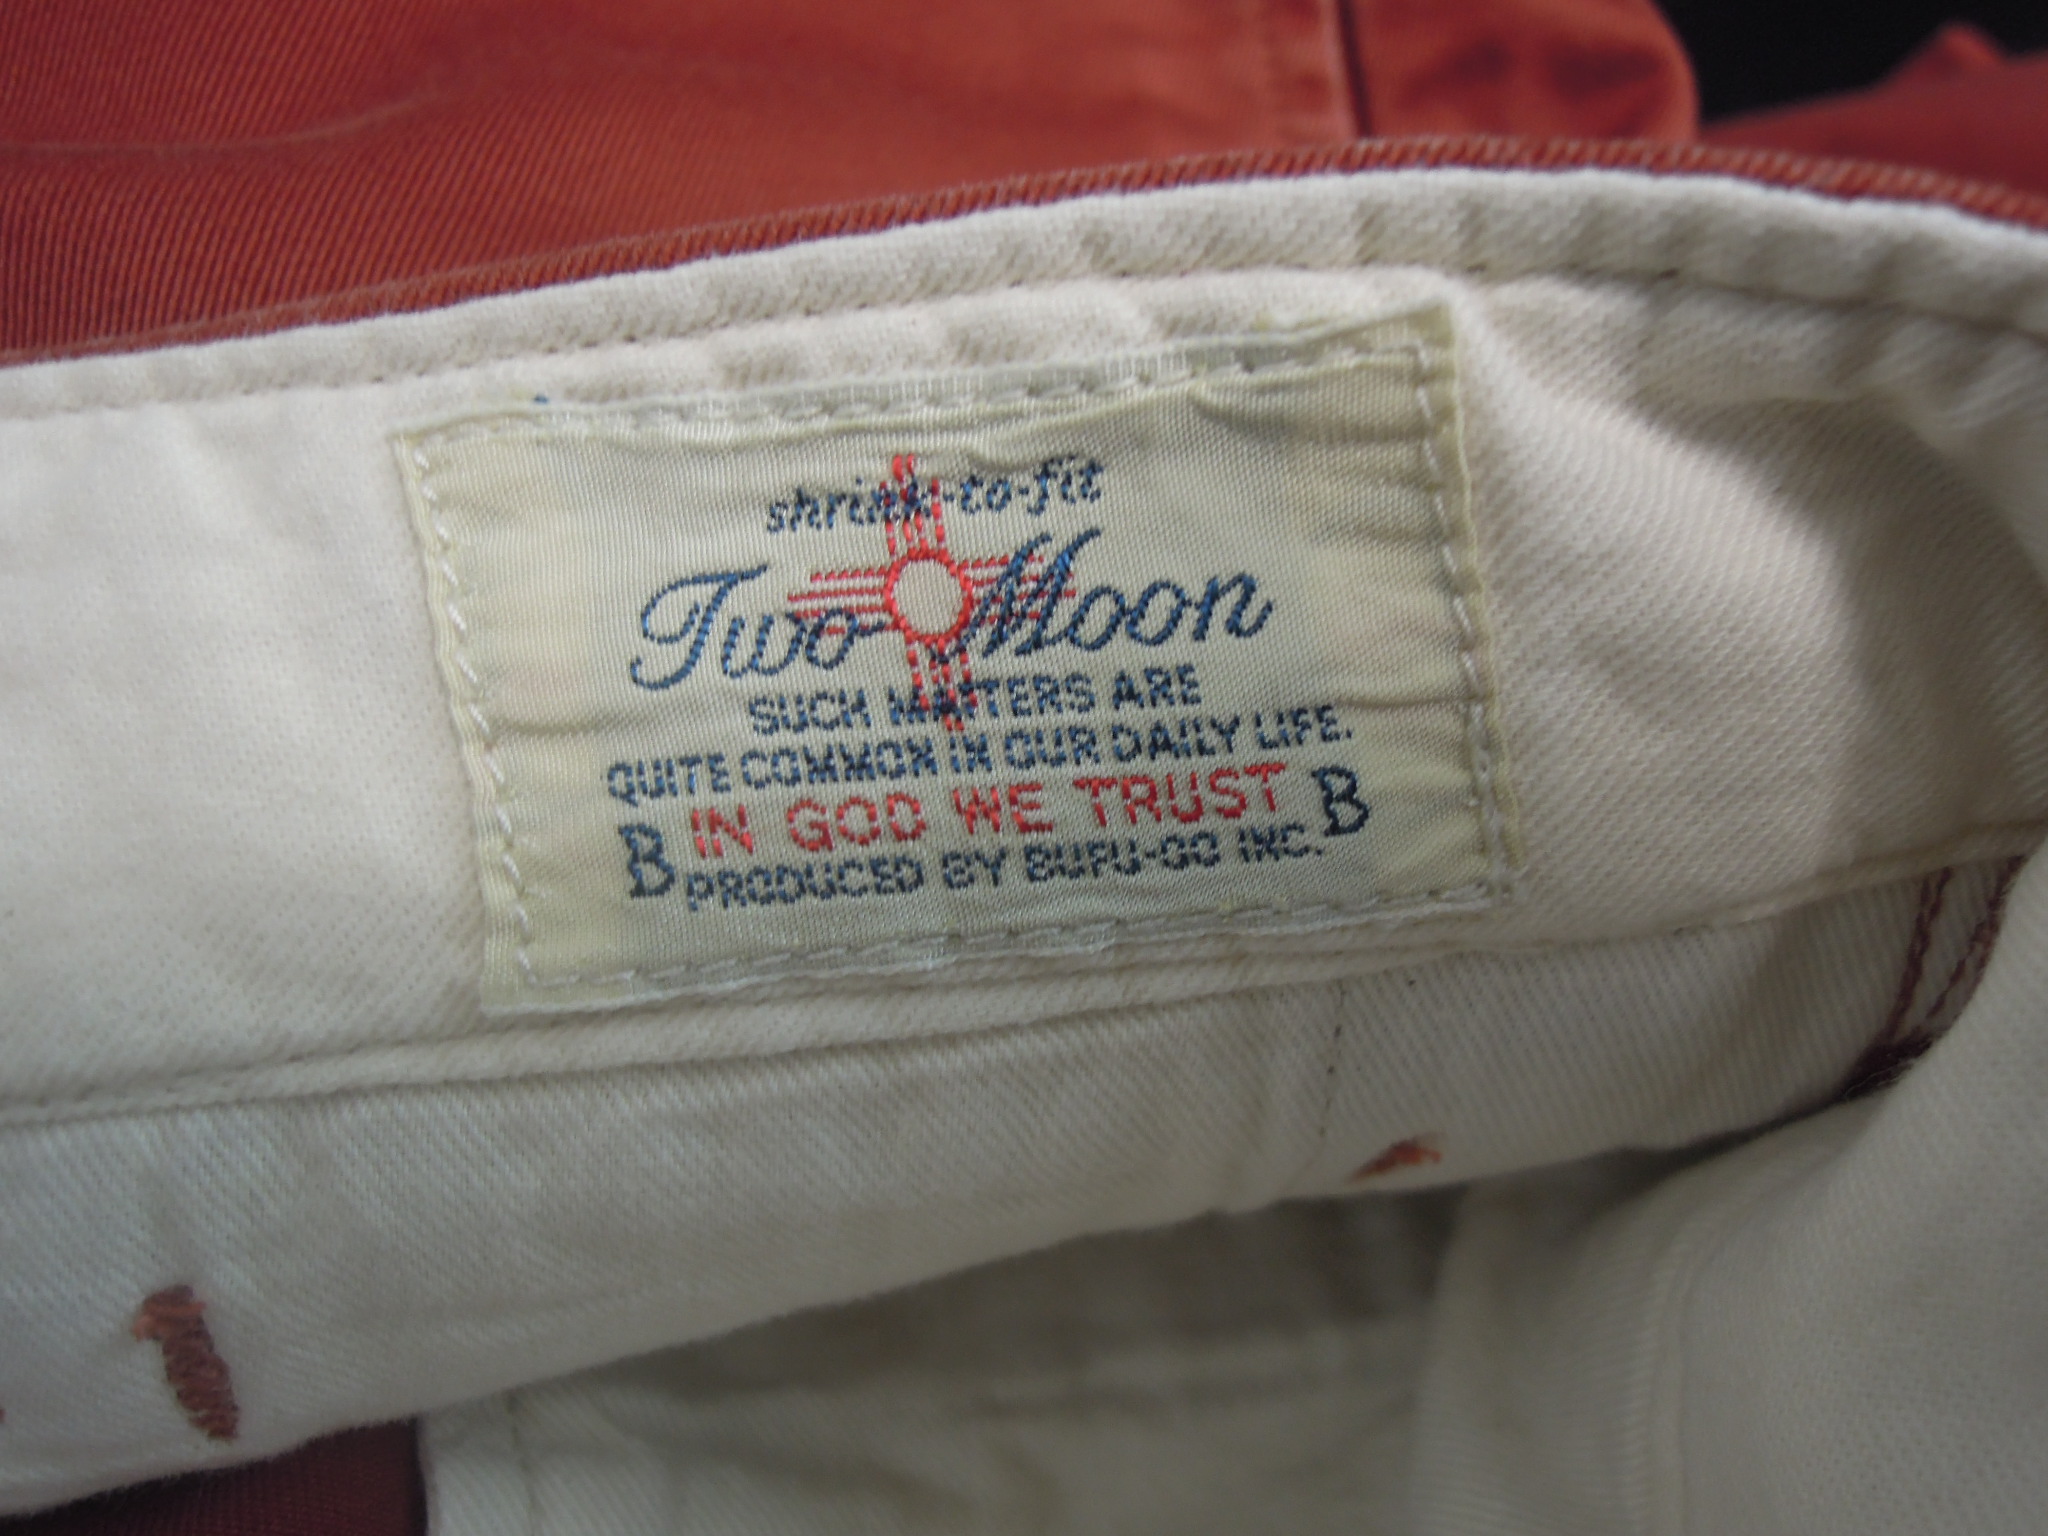 shrink-to-fit
Two Moon
SUCH MATTERS ARE
QUITE COMMON IN OUR DAILY LIFE.
B IN GOD WE TRUST B
PRODUCED BY BUFU-GO INC.